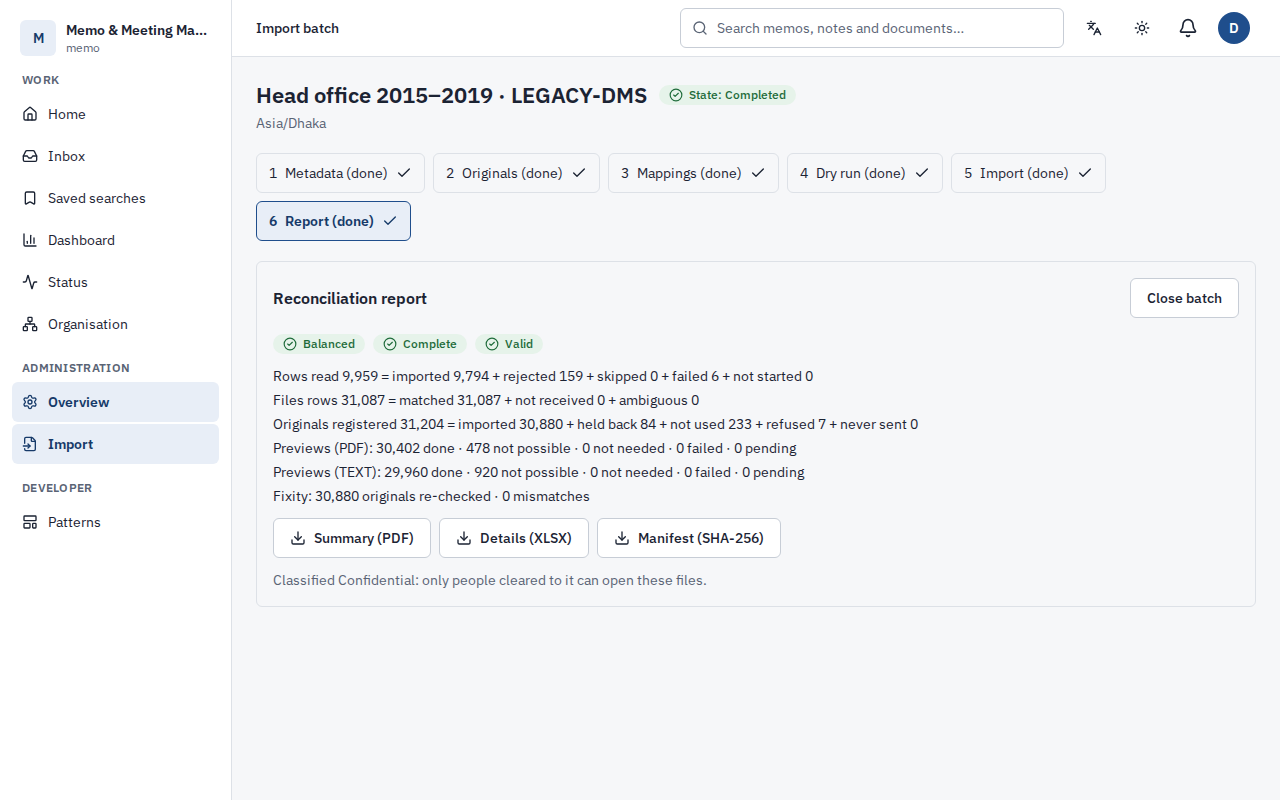 M
Memo & Meeting Ma...
memo
WORK
Home
Inbox
Saved searches
Dashboard
Status
Organisation
ADMINISTRATION
Overview
Import
DEVELOPER
Patterns
Import batch
Search memos, notes and documents...
D
Head office 2015–2019 · LEGACY-DMS
State: Completed
Asia/Dhaka
1 Metadata (done)
2 Originals (done)
3 Mappings (done)
4 Dry run (done)
5 Import (done)
6 Report (done)
Reconciliation report
Close batch
Balanced
Complete
Valid
Rows read 9,959 = imported 9,794 + rejected 159 + skipped 0 + failed 6 + not started 0
Files rows 31,087 = matched 31,087 + not received 0 + ambiguous 0
Originals registered 31,204 = imported 30,880 + held back 84 + not used 233 + refused 7 + never sent 0
Previews (PDF): 30,402 done · 478 not possible · 0 not needed · 0 failed · 0 pending
Previews (TEXT): 29,960 done · 920 not possible · 0 not needed · 0 failed · 0 pending
Fixity: 30,880 originals re-checked · 0 mismatches
Summary (PDF)
Details (XLSX)
Manifest (SHA-256)
Classified Confidential: only people cleared to it can open these files.